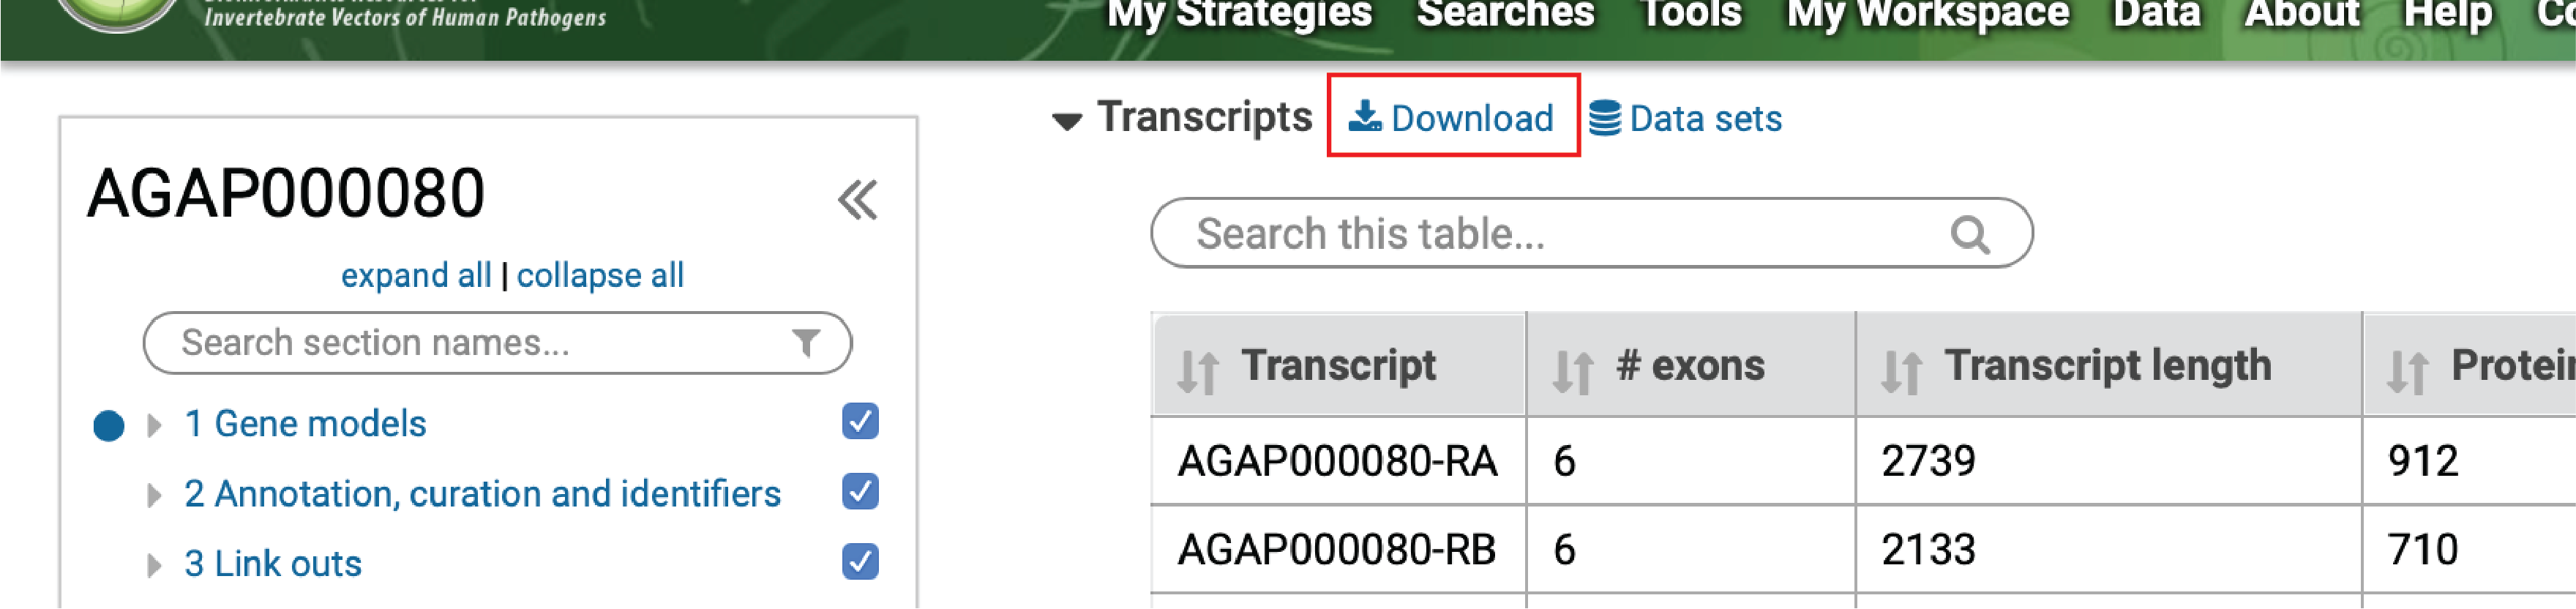 Invertebrate Vectors of Human Pathogens
My Strategies Searches Tools My Workspace Data About Help
AGAP000080
expand all | collapse all
Search section names...
1 Gene models
2 Annotation, curation and identifiers
3 Link outs
Transcripts Download Data sets
Search this table...
Transcript # exons Transcript length
AGAP000080-RA 6 2739 912
AGAP000080-RB 6 2133 710